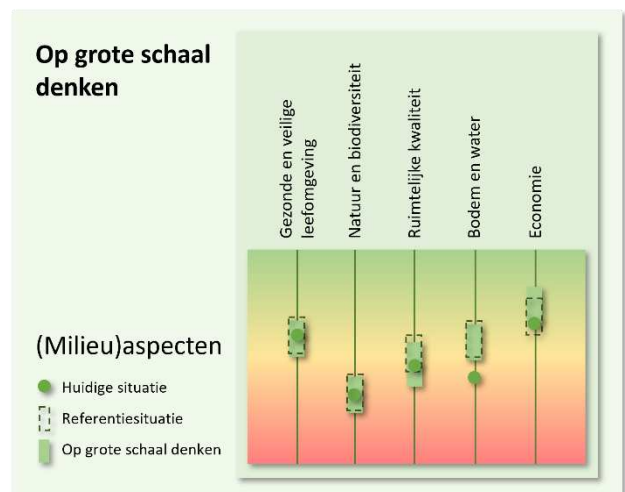 Op grote schaal
denken
Gezonde en veilige
leefomgeving
Natuur en biodiversiteit
Ruimtelijke kwaliteit
Bodem en water
Economie
(Milieu)aspecten
Huidige situatie
Referentiesituatie
Op grote schaal denken